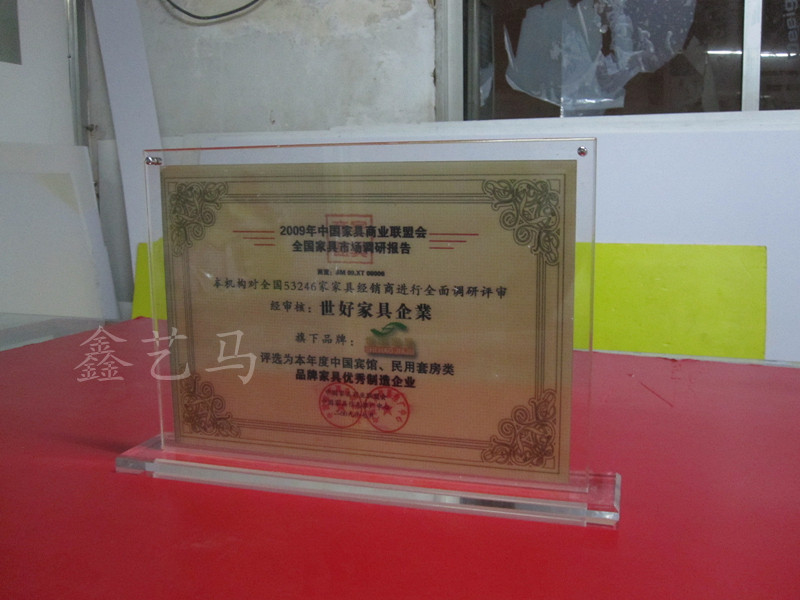 2009年中国家具商业联盟会
全国家具市场调研报告
本机构对全国53246家家具经销商进行全面调研评审
经审核：世好家具企業
旗下品牌：
评选为本年度中国宾馆、民用套房类
品牌家具优秀制造企业
鑫艺马